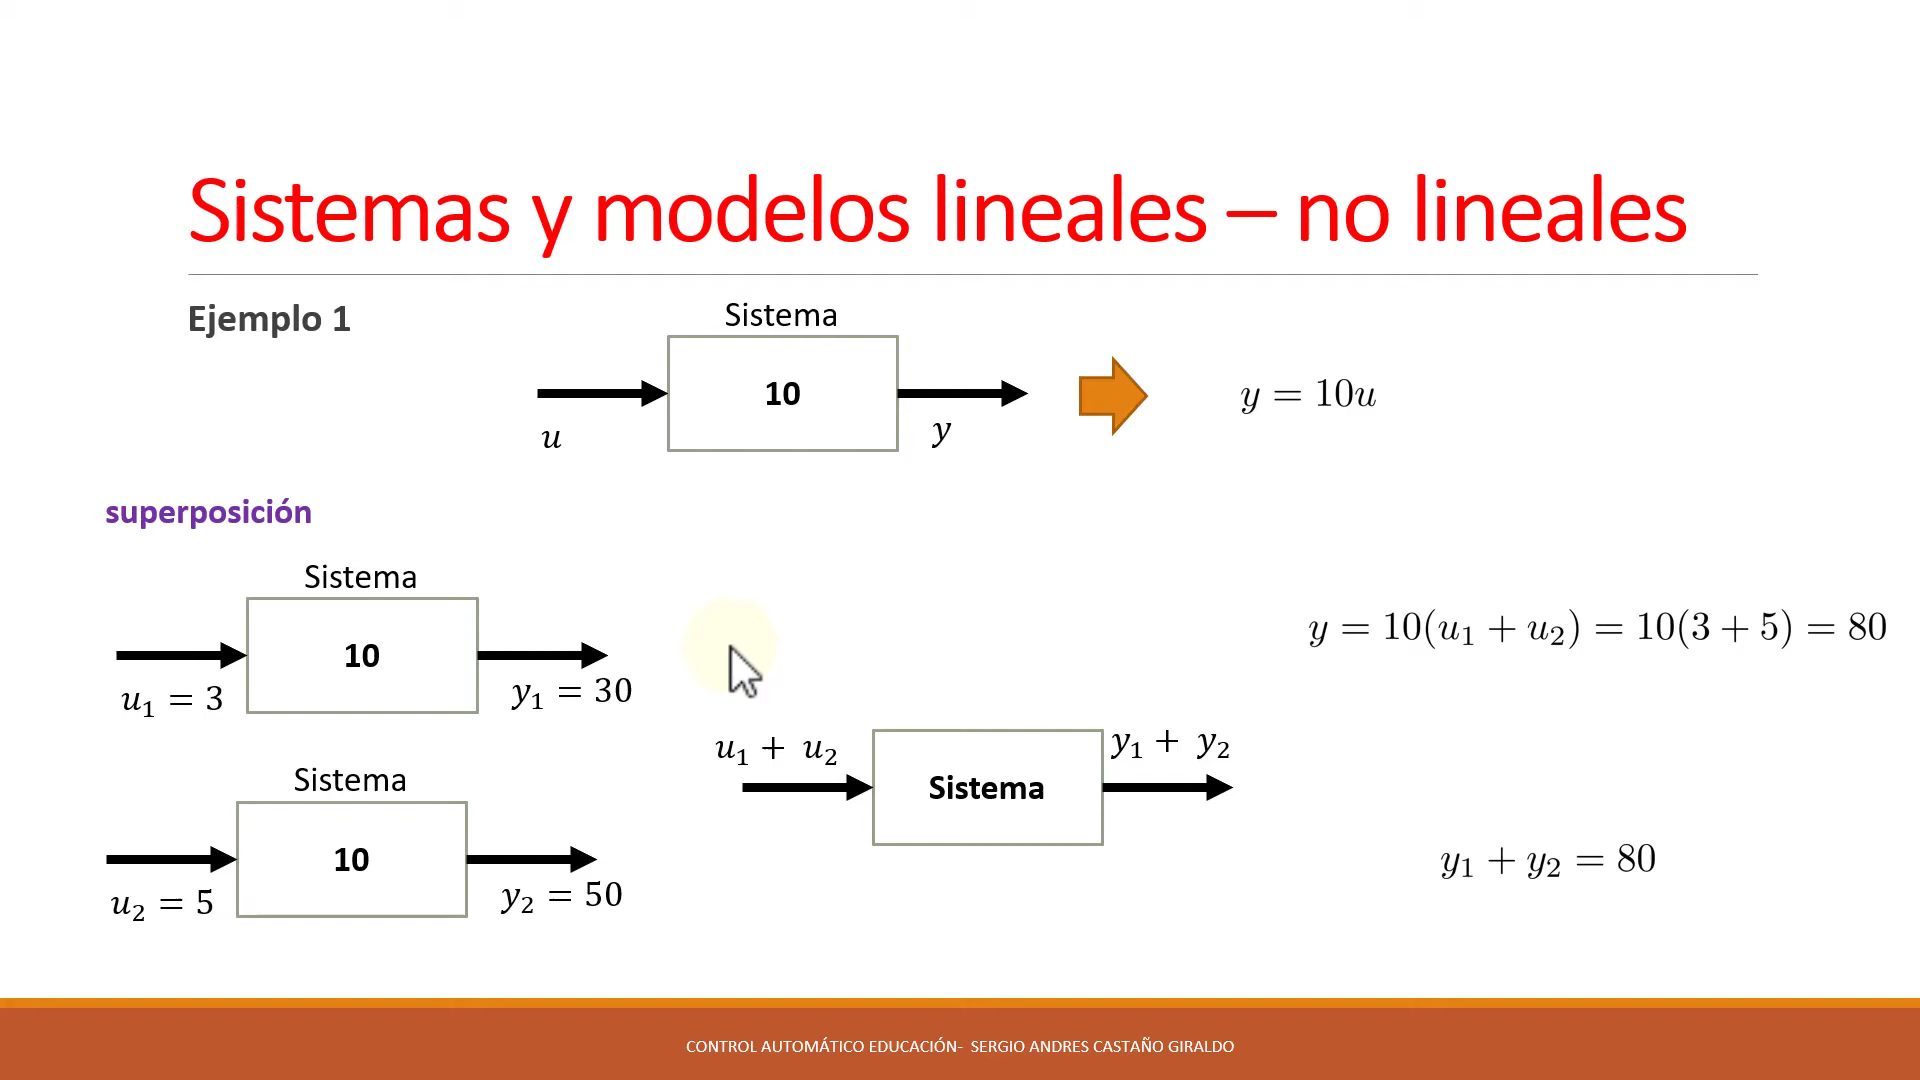 Sistemas y modelos lineales – no lineales
Ejemplo 1
Sistema
10
u
y
y = 10u
superposición
Sistema
10
u₁ = 3
y₁ = 30
y = 10(u₁ + u₂) = 10(3 + 5) = 80
u₁ + u₂
Sistema
y₁ + y₂
Sistema
10
u₂ = 5
y₂ = 50
y₁ + y₂ = 80
CONTROL AUTOMÁTICO EDUCACIÓN- SERGIO ANDRES CASTAÑO GIRALDO